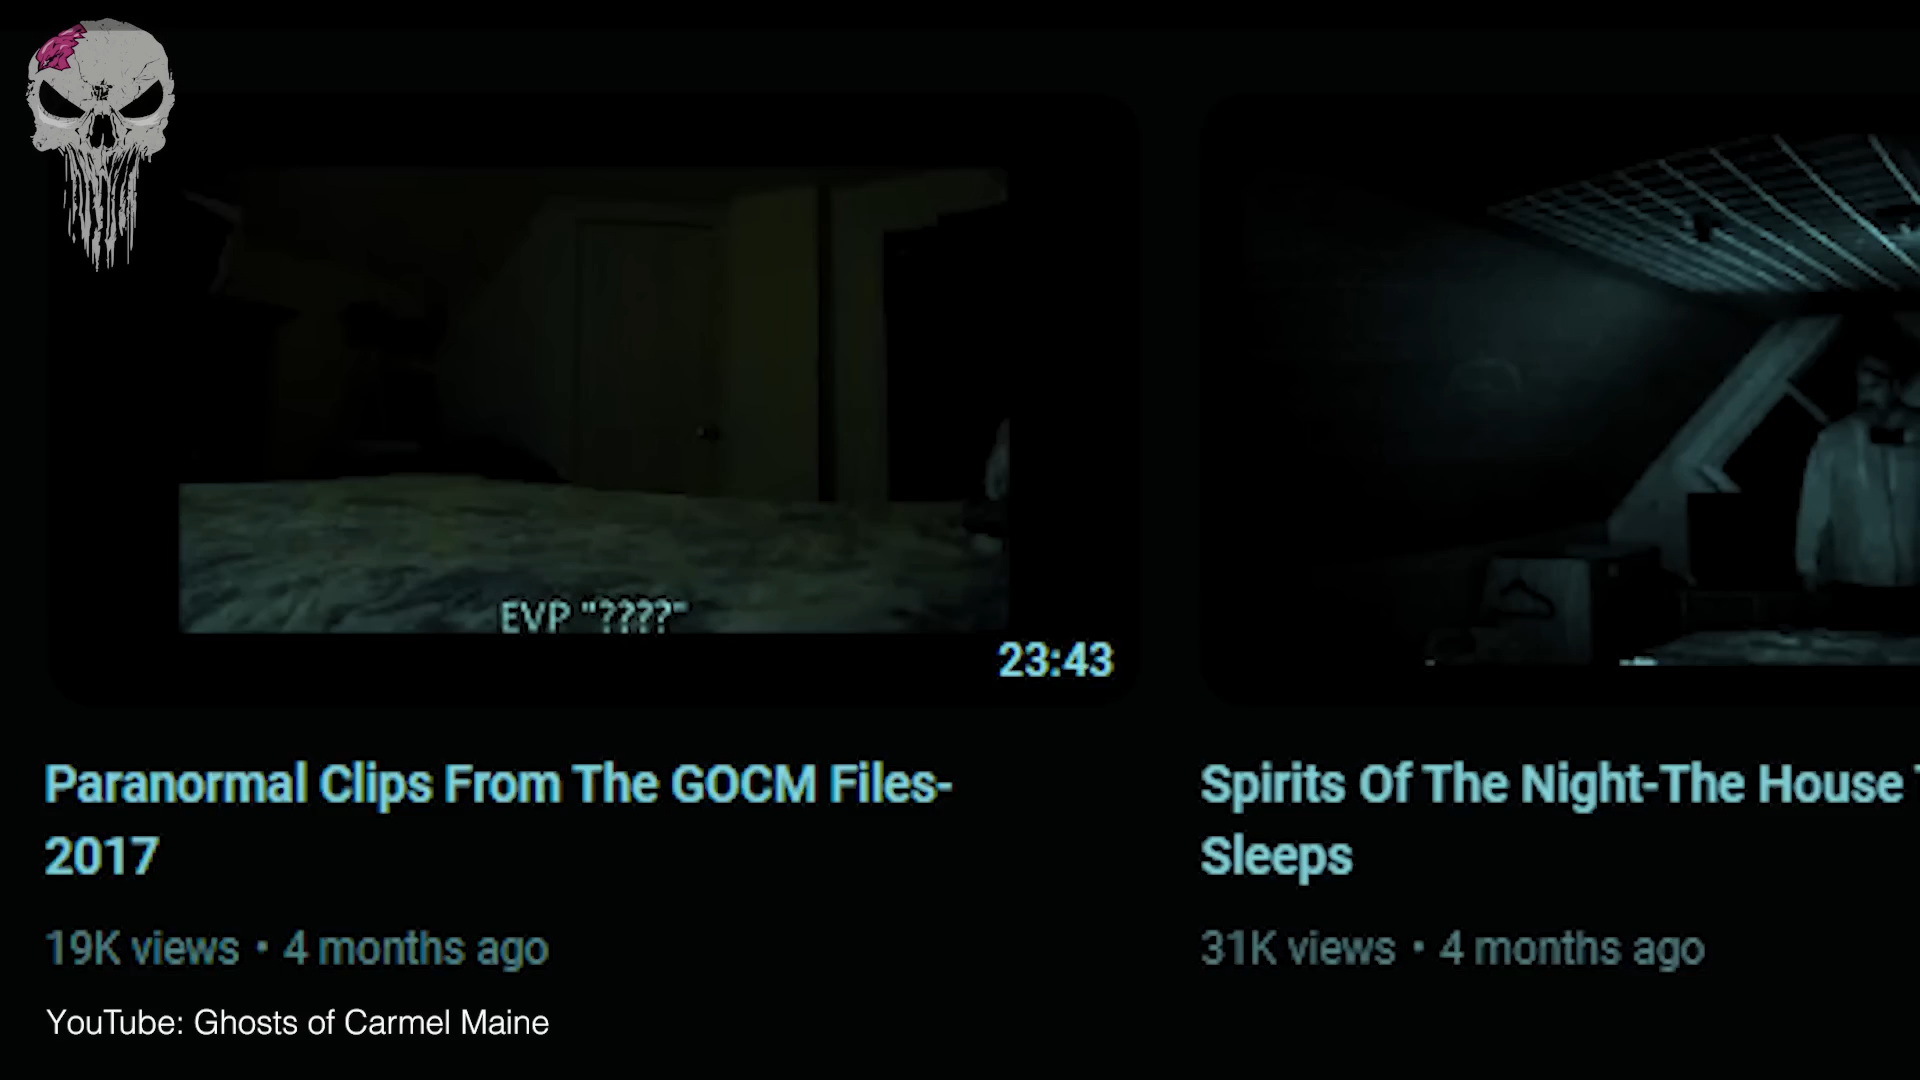 EVP "????"
23:43
Paranormal Clips From The GOCM Files-
2017
19K views • 4 months ago
Spirits Of The Night-The House
Sleeps
31K views • 4 months ago
YouTube: Ghosts of Carmel Maine